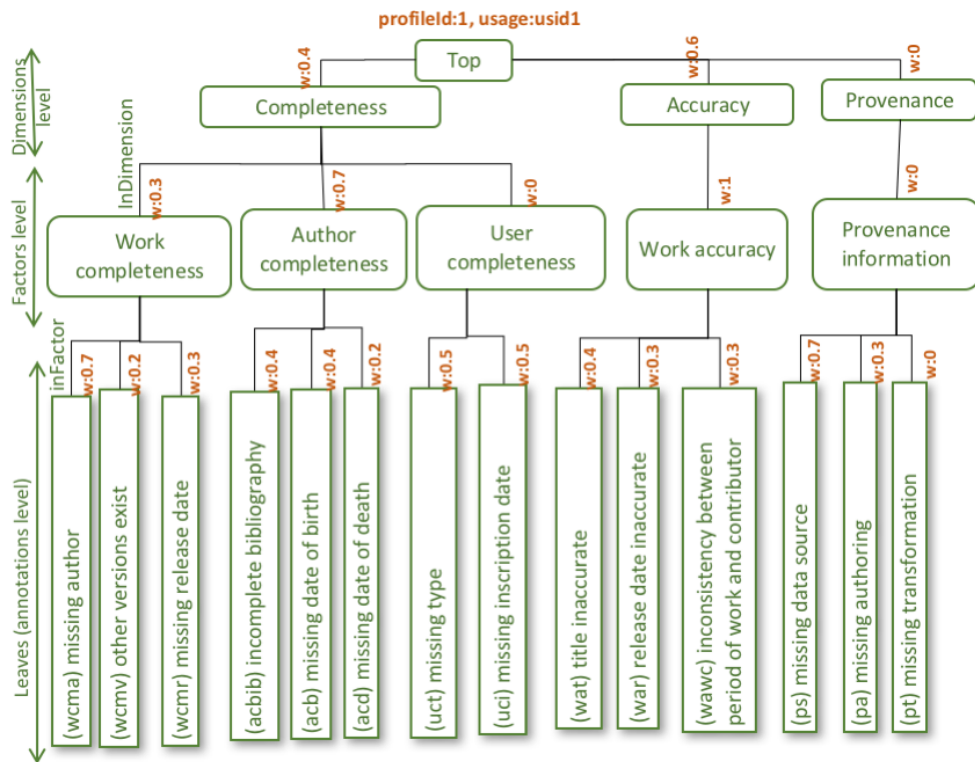 profileId:1, usage:usid1
Dimensions
level
Top
w:0.4
w:0.6
w:0
Completeness
Accuracy
Provenance
InDimension
Factors level
w:0.3
w:0.7
w:0
w:1
w:0
Work
completeness
Author
completeness
User
completeness
Work accuracy
Provenance
information
inFactor
w:0.7
w:0.2
w:0.3
w:0.4
w:0.4
w:0.2
w:0.5
w:0.5
w:0.4
w:0.3
w:0.3
w:0.7
w:0.3
w:0
Leaves (annotations level)
(wcma) missing author
(wcmv) other versions exist
(wcmr) missing release date
(acbib) incomplete bibliography
(acb) missing date of birth
(acd) missing date of death
(uct) missing type
(uci) missing inscription date
(wat) title inaccurate
(war) release date inaccurate
(wawc) inconsistency between
period of work and contributor
(ps) missing data source
(pa) missing authoring
(pt) missing transformation